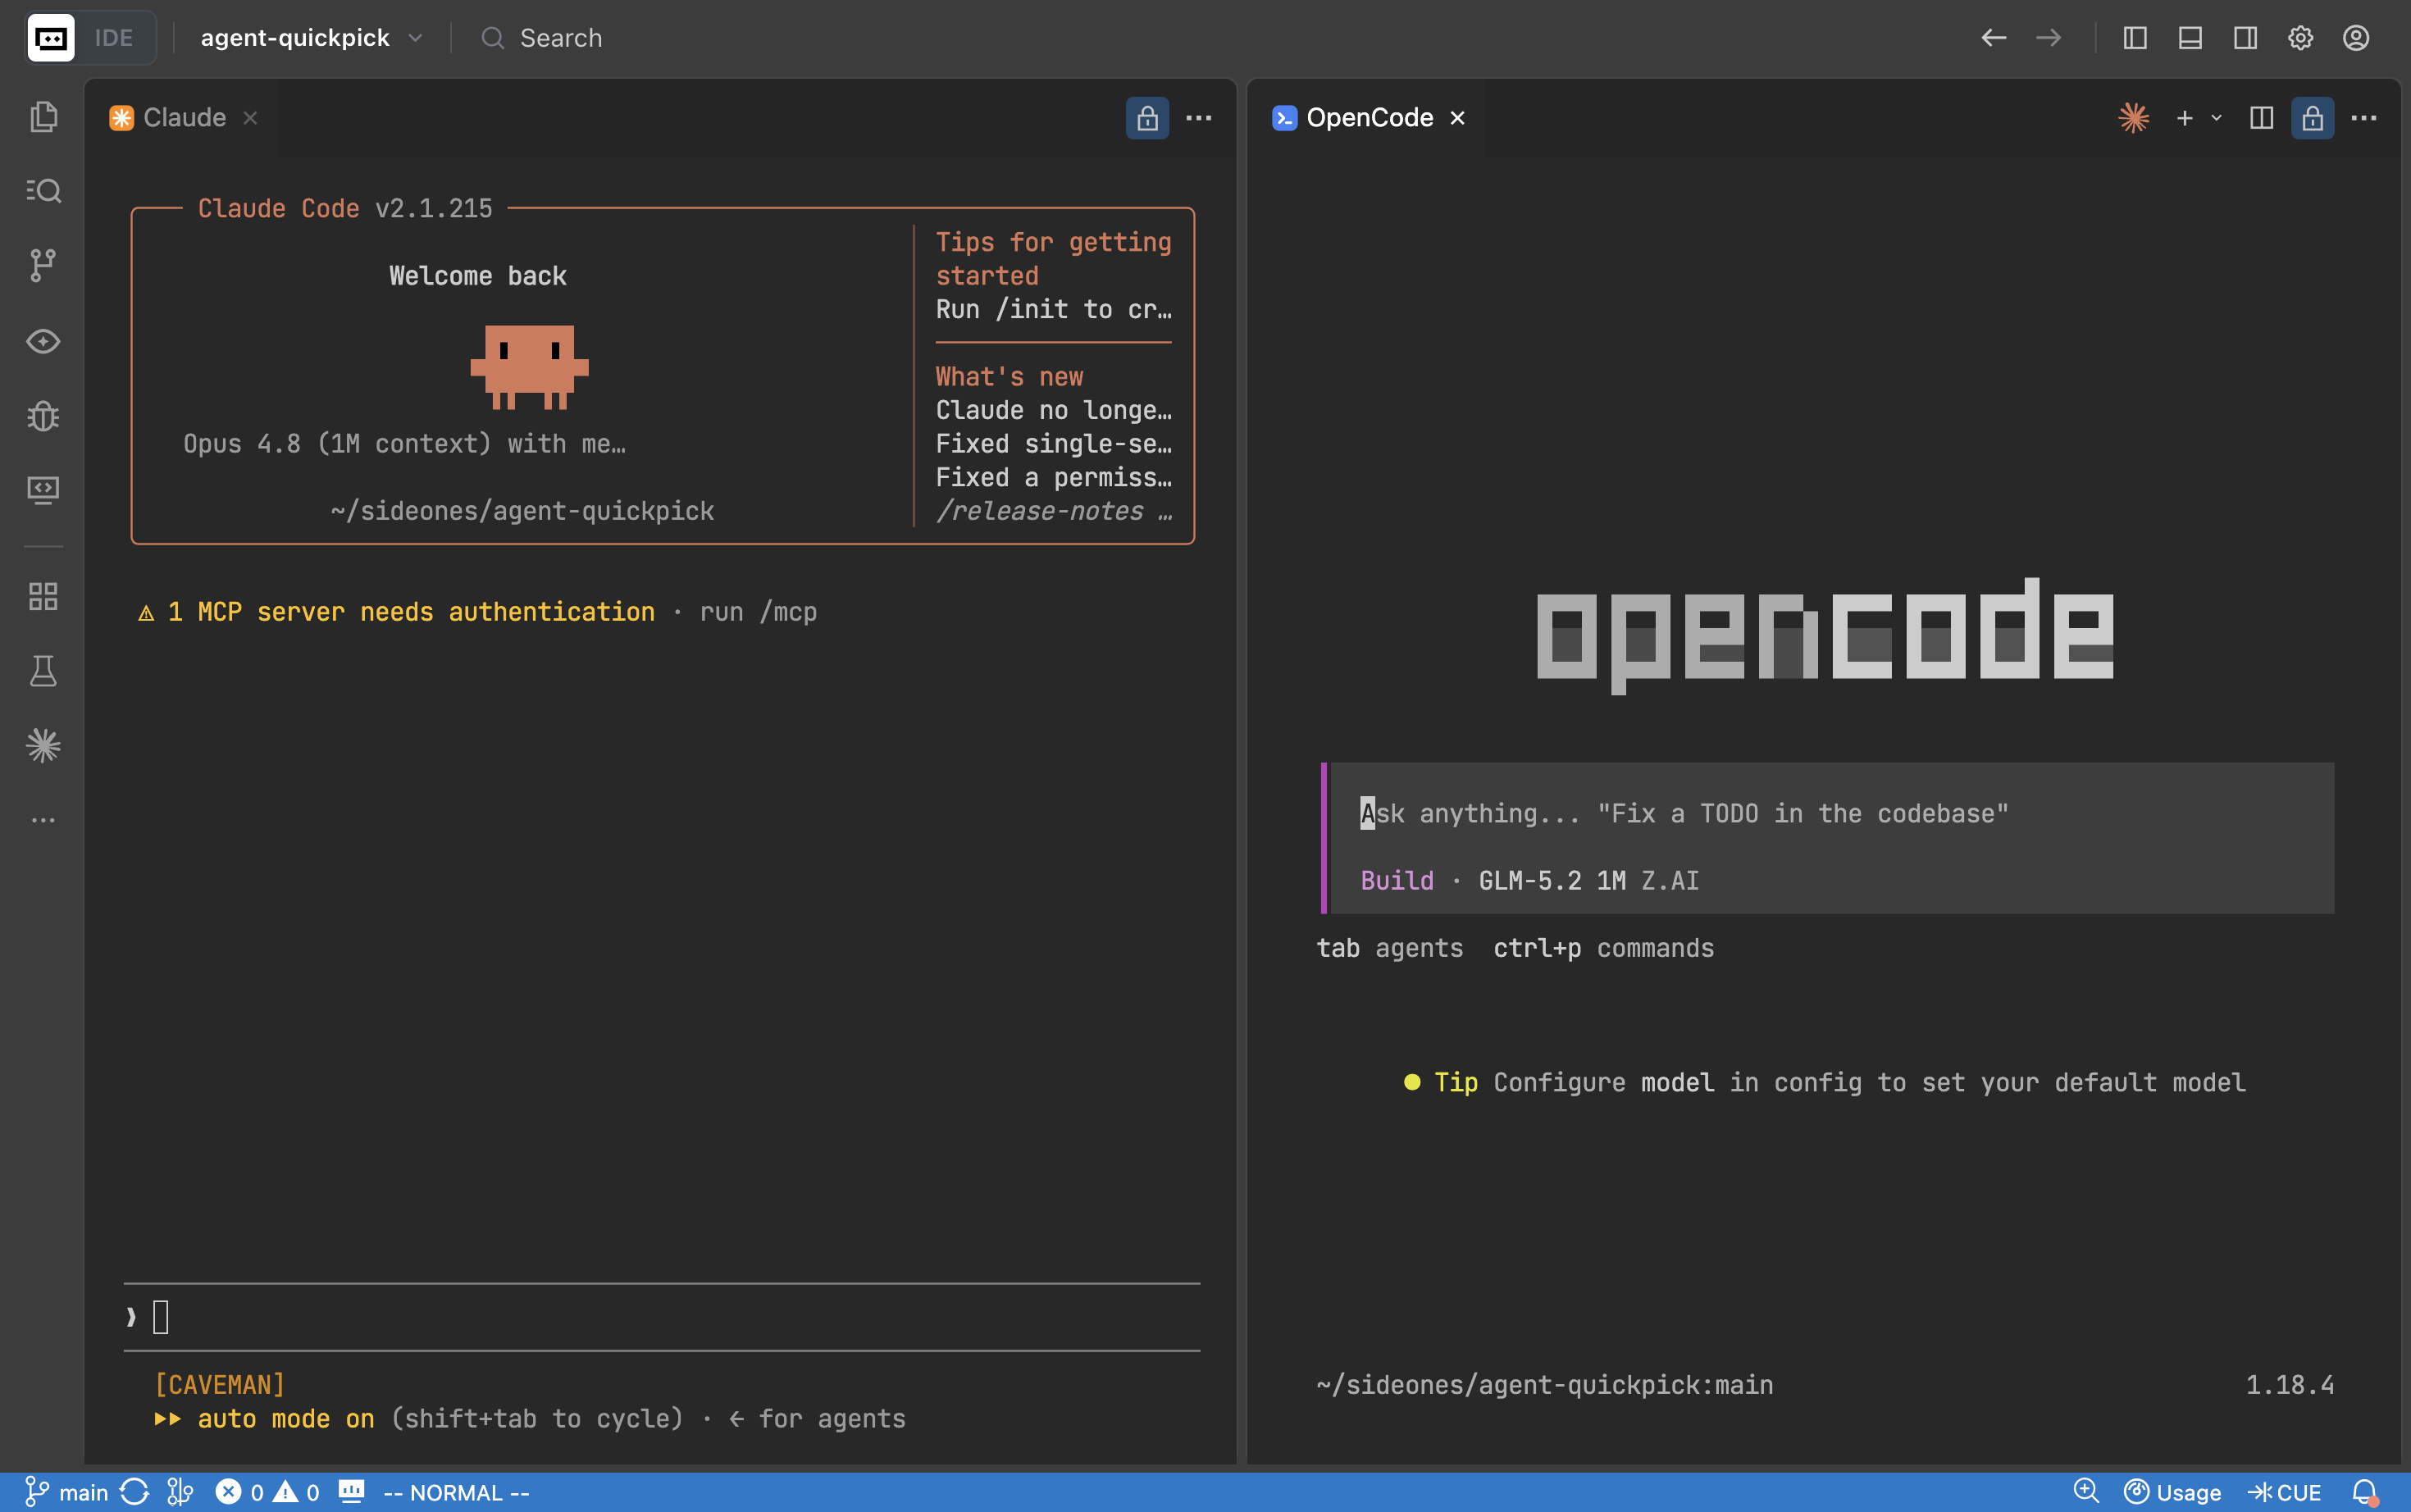 IDE
agent-quickpick
Search
Claude
Claude Code v2.1.215
Welcome back
Opus 4.8 (1M context) with me…
~/sideones/agent-quickpick
Tips for getting
started
Run /init to cr…
What's new
Claude no longe…
Fixed single-se…
Fixed a permiss…
/release-notes …
⚠ 1 MCP server needs authentication · run /mcp
❯
[CAVEMAN]
⏵⏵ auto mode on (shift+tab to cycle) · ← for agents
OpenCode
opencode
Ask anything... "Fix a TODO in the codebase"
Build · GLM-5.2 1M Z.AI
tab agents ctrl+p commands
● Tip Configure model in config to set your default model
~/sideones/agent-quickpick:main 1.18.4
main 0 0 -- NORMAL -- Usage CUE